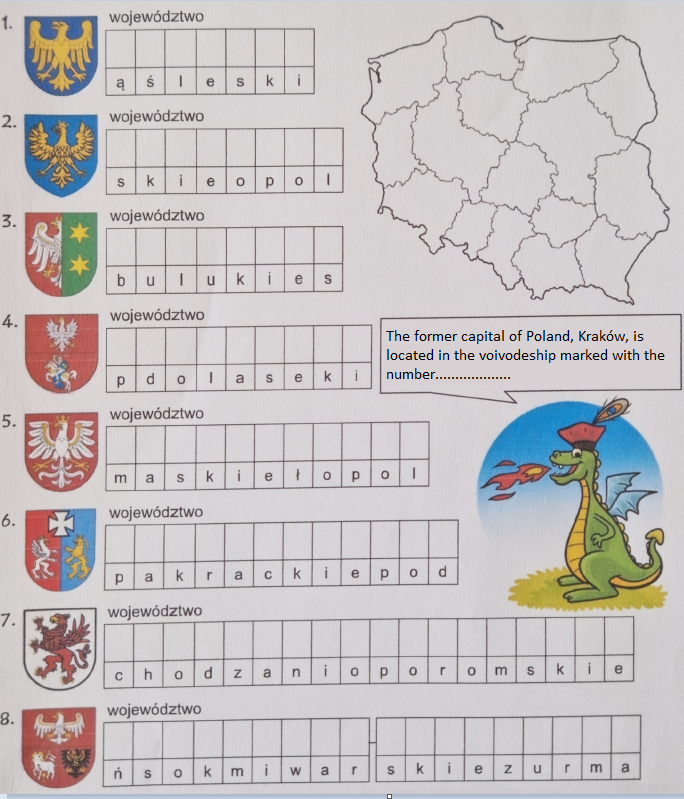 1.
województwo
ą ś l e s k i
2.
województwo
s k i e o p o l
3.
województwo
b u l u k i e s
4.
województwo
p d o l a s e k i
The former capital of Poland, Kraków, is
located in the voivodeship marked with the
number...................
5.
województwo
m a s k i e ł o p o l
6.
województwo
p a k r a c k i e p o d
7.
województwo
c h o d z a n i o p o r o m s k i e
8.
województwo
ń s o k m i w a r s k i e z u r m a